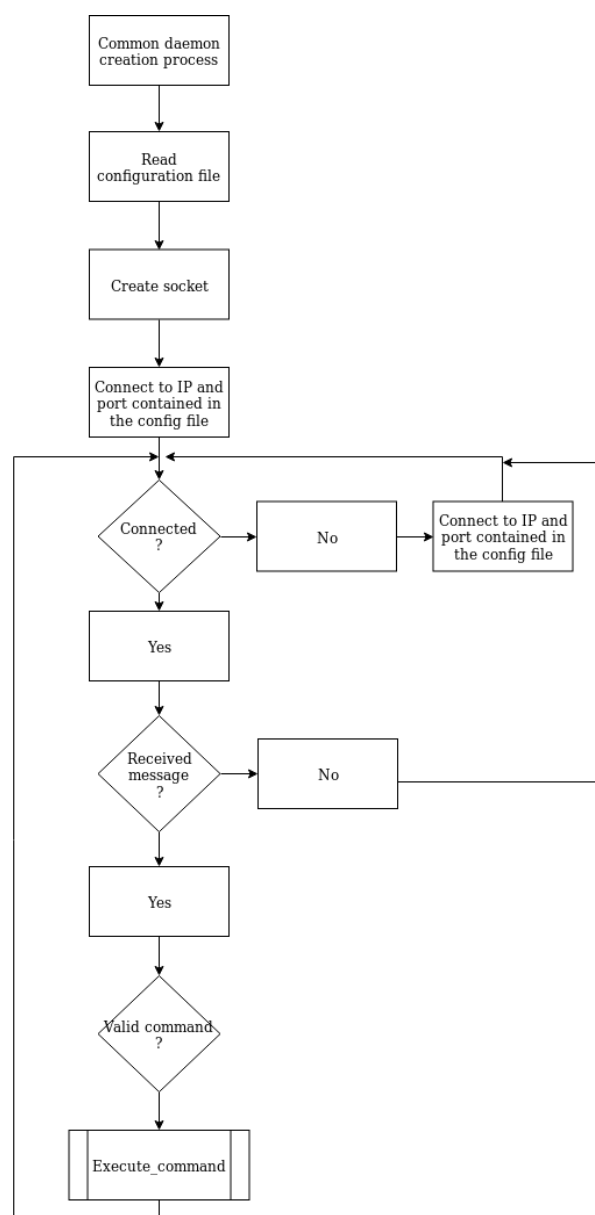 Common daemon
creation process
Read
configuration file
Create socket
Connect to IP and
port contained in
the config file
Connected
?
No
Connect to IP and
port contained in
the config file
Yes
Received
message
?
No
Yes
Valid command
?
Execute_command